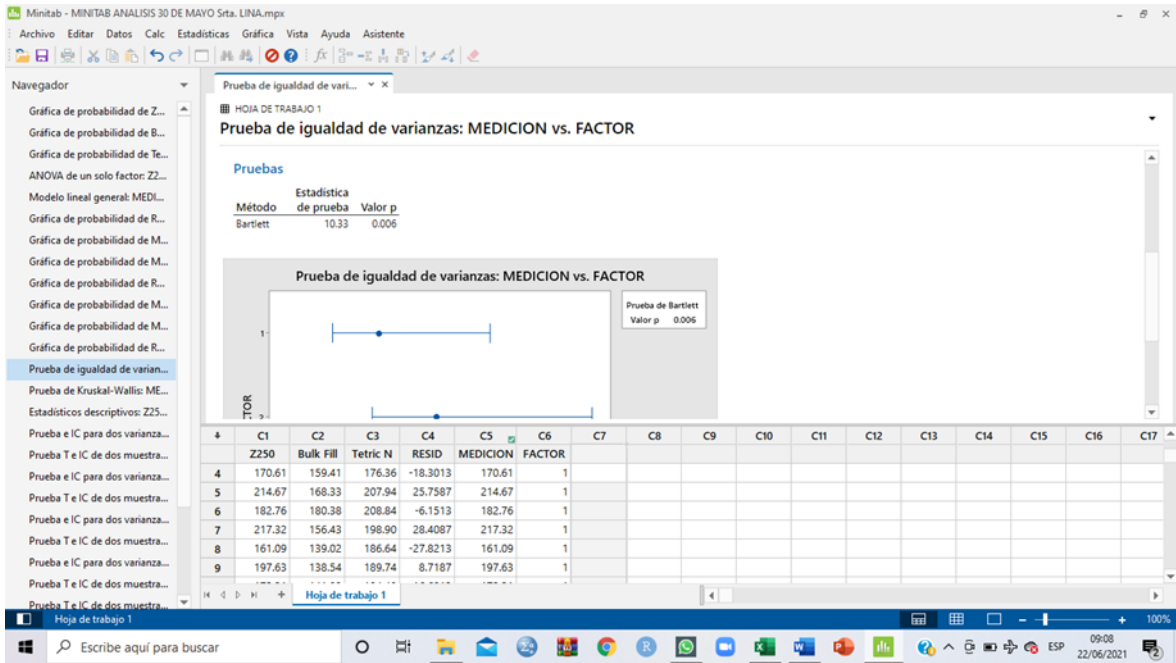 Minitab - MINITAB ANALISIS 30 DE MAYO Srta. LINA.mpx
Archivo Editar Datos Calc Estadísticas Gráfica Vista Ayuda Asistente
Navegador
Gráfica de probabilidad de Z...
Gráfica de probabilidad de B...
Gráfica de probabilidad de Te...
ANOVA de un solo factor: Z2...
Modelo lineal general: MEDI...
Gráfica de probabilidad de R...
Gráfica de probabilidad de M...
Gráfica de probabilidad de M...
Gráfica de probabilidad de R...
Gráfica de probabilidad de M...
Gráfica de probabilidad de M...
Gráfica de probabilidad de R...
Prueba de igualdad de varian...
Prueba de Kruskal-Wallis: ME...
Estadísticos descriptivos: Z25...
Prueba e IC para dos varianza...
Prueba T e IC de dos muestra...
Prueba e IC para dos varianza...
Prueba T e IC de dos muestra...
Prueba e IC para dos varianza...
Prueba T e IC de dos muestra...
Prueba e IC para dos varianza...
Prueba T e IC de dos muestra...
Prueba T e IC de dos muestra...
Prueba de igualdad de vari...
HOJA DE TRABAJO 1
Prueba de igualdad de varianzas: MEDICION vs. FACTOR
Pruebas
Estadística
Método de prueba Valor p
Bartlett 10.33 0.006
Prueba de igualdad de varianzas: MEDICION vs. FACTOR
Prueba de Bartlett
Valor p 0.006
1
2
C1 C2 C3 C4 C5 C6 C7 C8 C9 C10 C11 C12 C13 C14 C15 C16 C17
Z250 Bulk Fill Tetric N RESID MEDICION FACTOR
4 170.61 159.41 176.36 -18.3013 170.61 1
5 214.67 168.33 207.94 25.7587 214.67 1
6 182.76 180.38 208.84 -6.1513 182.76 1
7 217.32 156.43 198.90 28.4087 217.32 1
8 161.09 139.02 186.64 -27.8213 161.09 1
9 197.63 138.54 189.74 8.7187 197.63 1
Hoja de trabajo 1
Hoja de trabajo 1
100%
Escribe aquí para buscar
ESP
09:08
22/06/2021